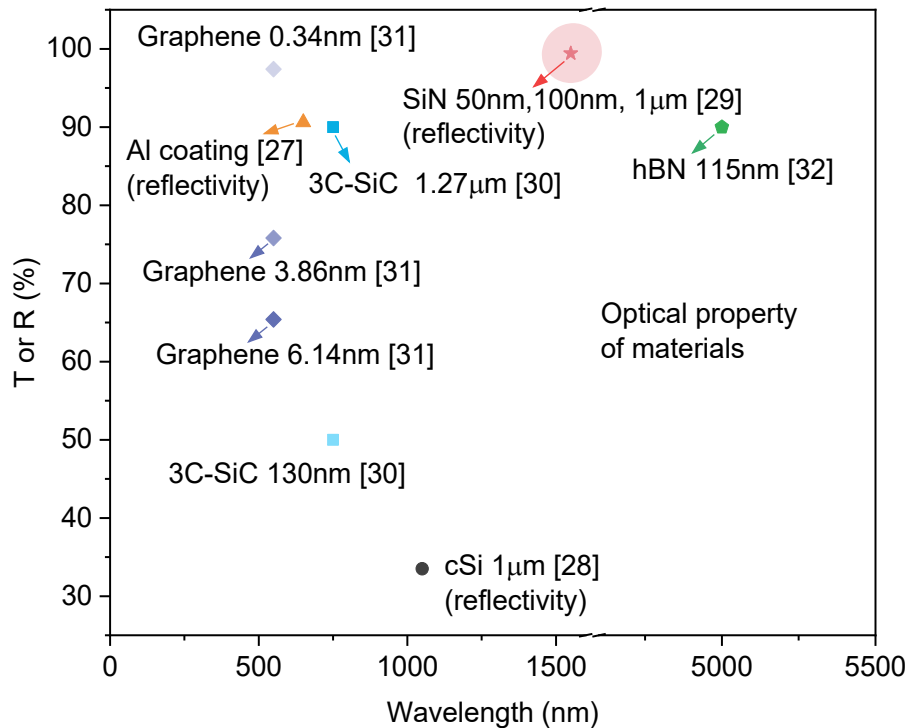 Graphene 0.34nm [31]
SiN 50nm,100nm, 1μm [29]
(reflectivity)
Al coating [27]
(reflectivity)
3C-SiC 1.27μm [30]
hBN 115nm [32]
Graphene 3.86nm [31]
Graphene 6.14nm [31]
Optical property
of materials
3C-SiC 130nm [30]
cSi 1μm [28]
(reflectivity)
T or R (%)
100
90
80
70
60
50
40
30
0 500 1000 1500 5000 5500
Wavelength (nm)